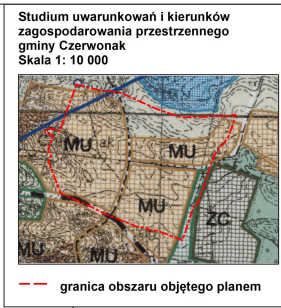 Studium uwarunkowań i kierunków
zagospodarowania przestrzennego
gminy Czerwonak
Skala 1: 10 000
MU
MU
MU
ZC
MU
MU
granica obszaru objętego planem